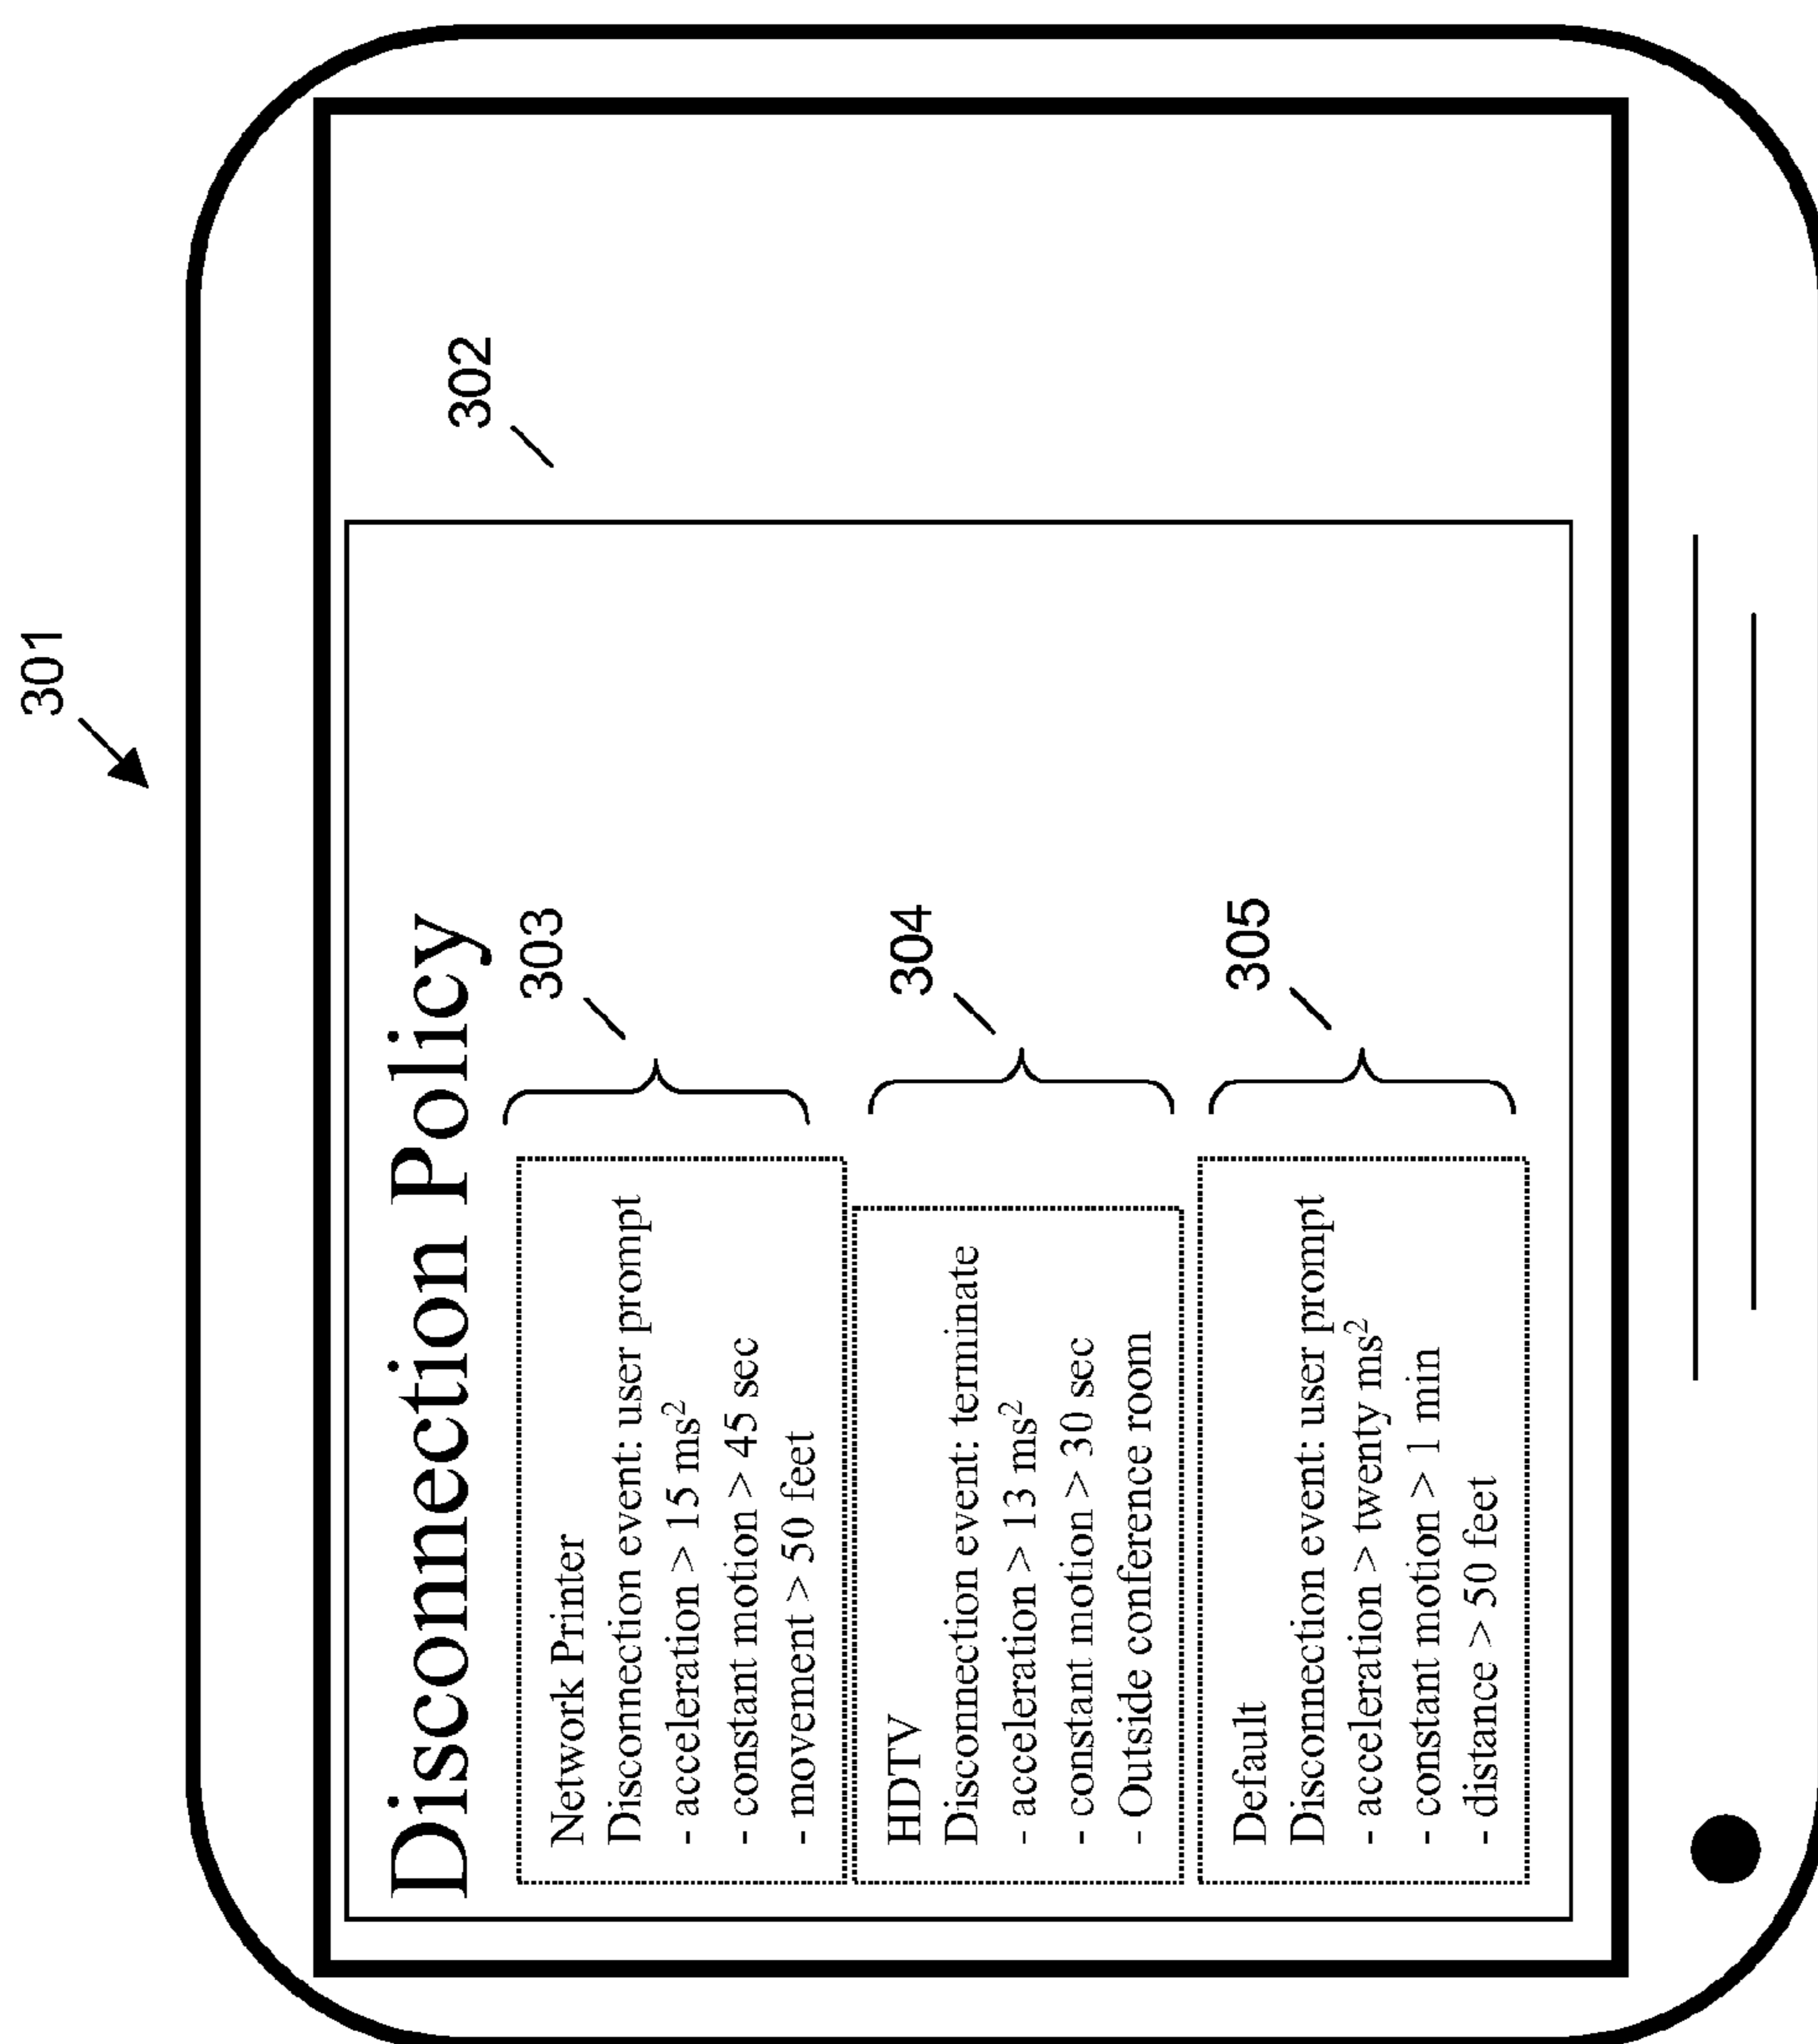 301
302
Disconnection Policy
303
Network Printer
Disconnection event: user prompt
- acceleration > 15 ms²
- constant motion > 45 sec
- movement > 50 feet
304
HDTV
Disconnection event: terminate
- acceleration > 13 ms²
- constant motion > 30 sec
- Outside conference room
305
Default
Disconnection event: user prompt
- acceleration > twenty ms²
- constant motion > 1 min
- distance > 50 feet